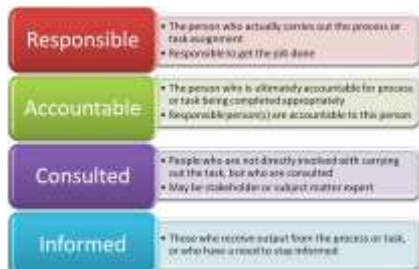 Responsible
• The person who actually carries out the process or
task assignment
• Responsible to get the job done
Accountable
• The person who is ultimately accountable for process
or task being completed appropriately
• Responsible person(s) are accountable to this person
Consulted
• People who are not directly involved with carrying
out the task, but who are consulted
• May be stakeholder or subject matter expert
Informed
• Those who receive output from the process or task,
or who have a need to stay informed